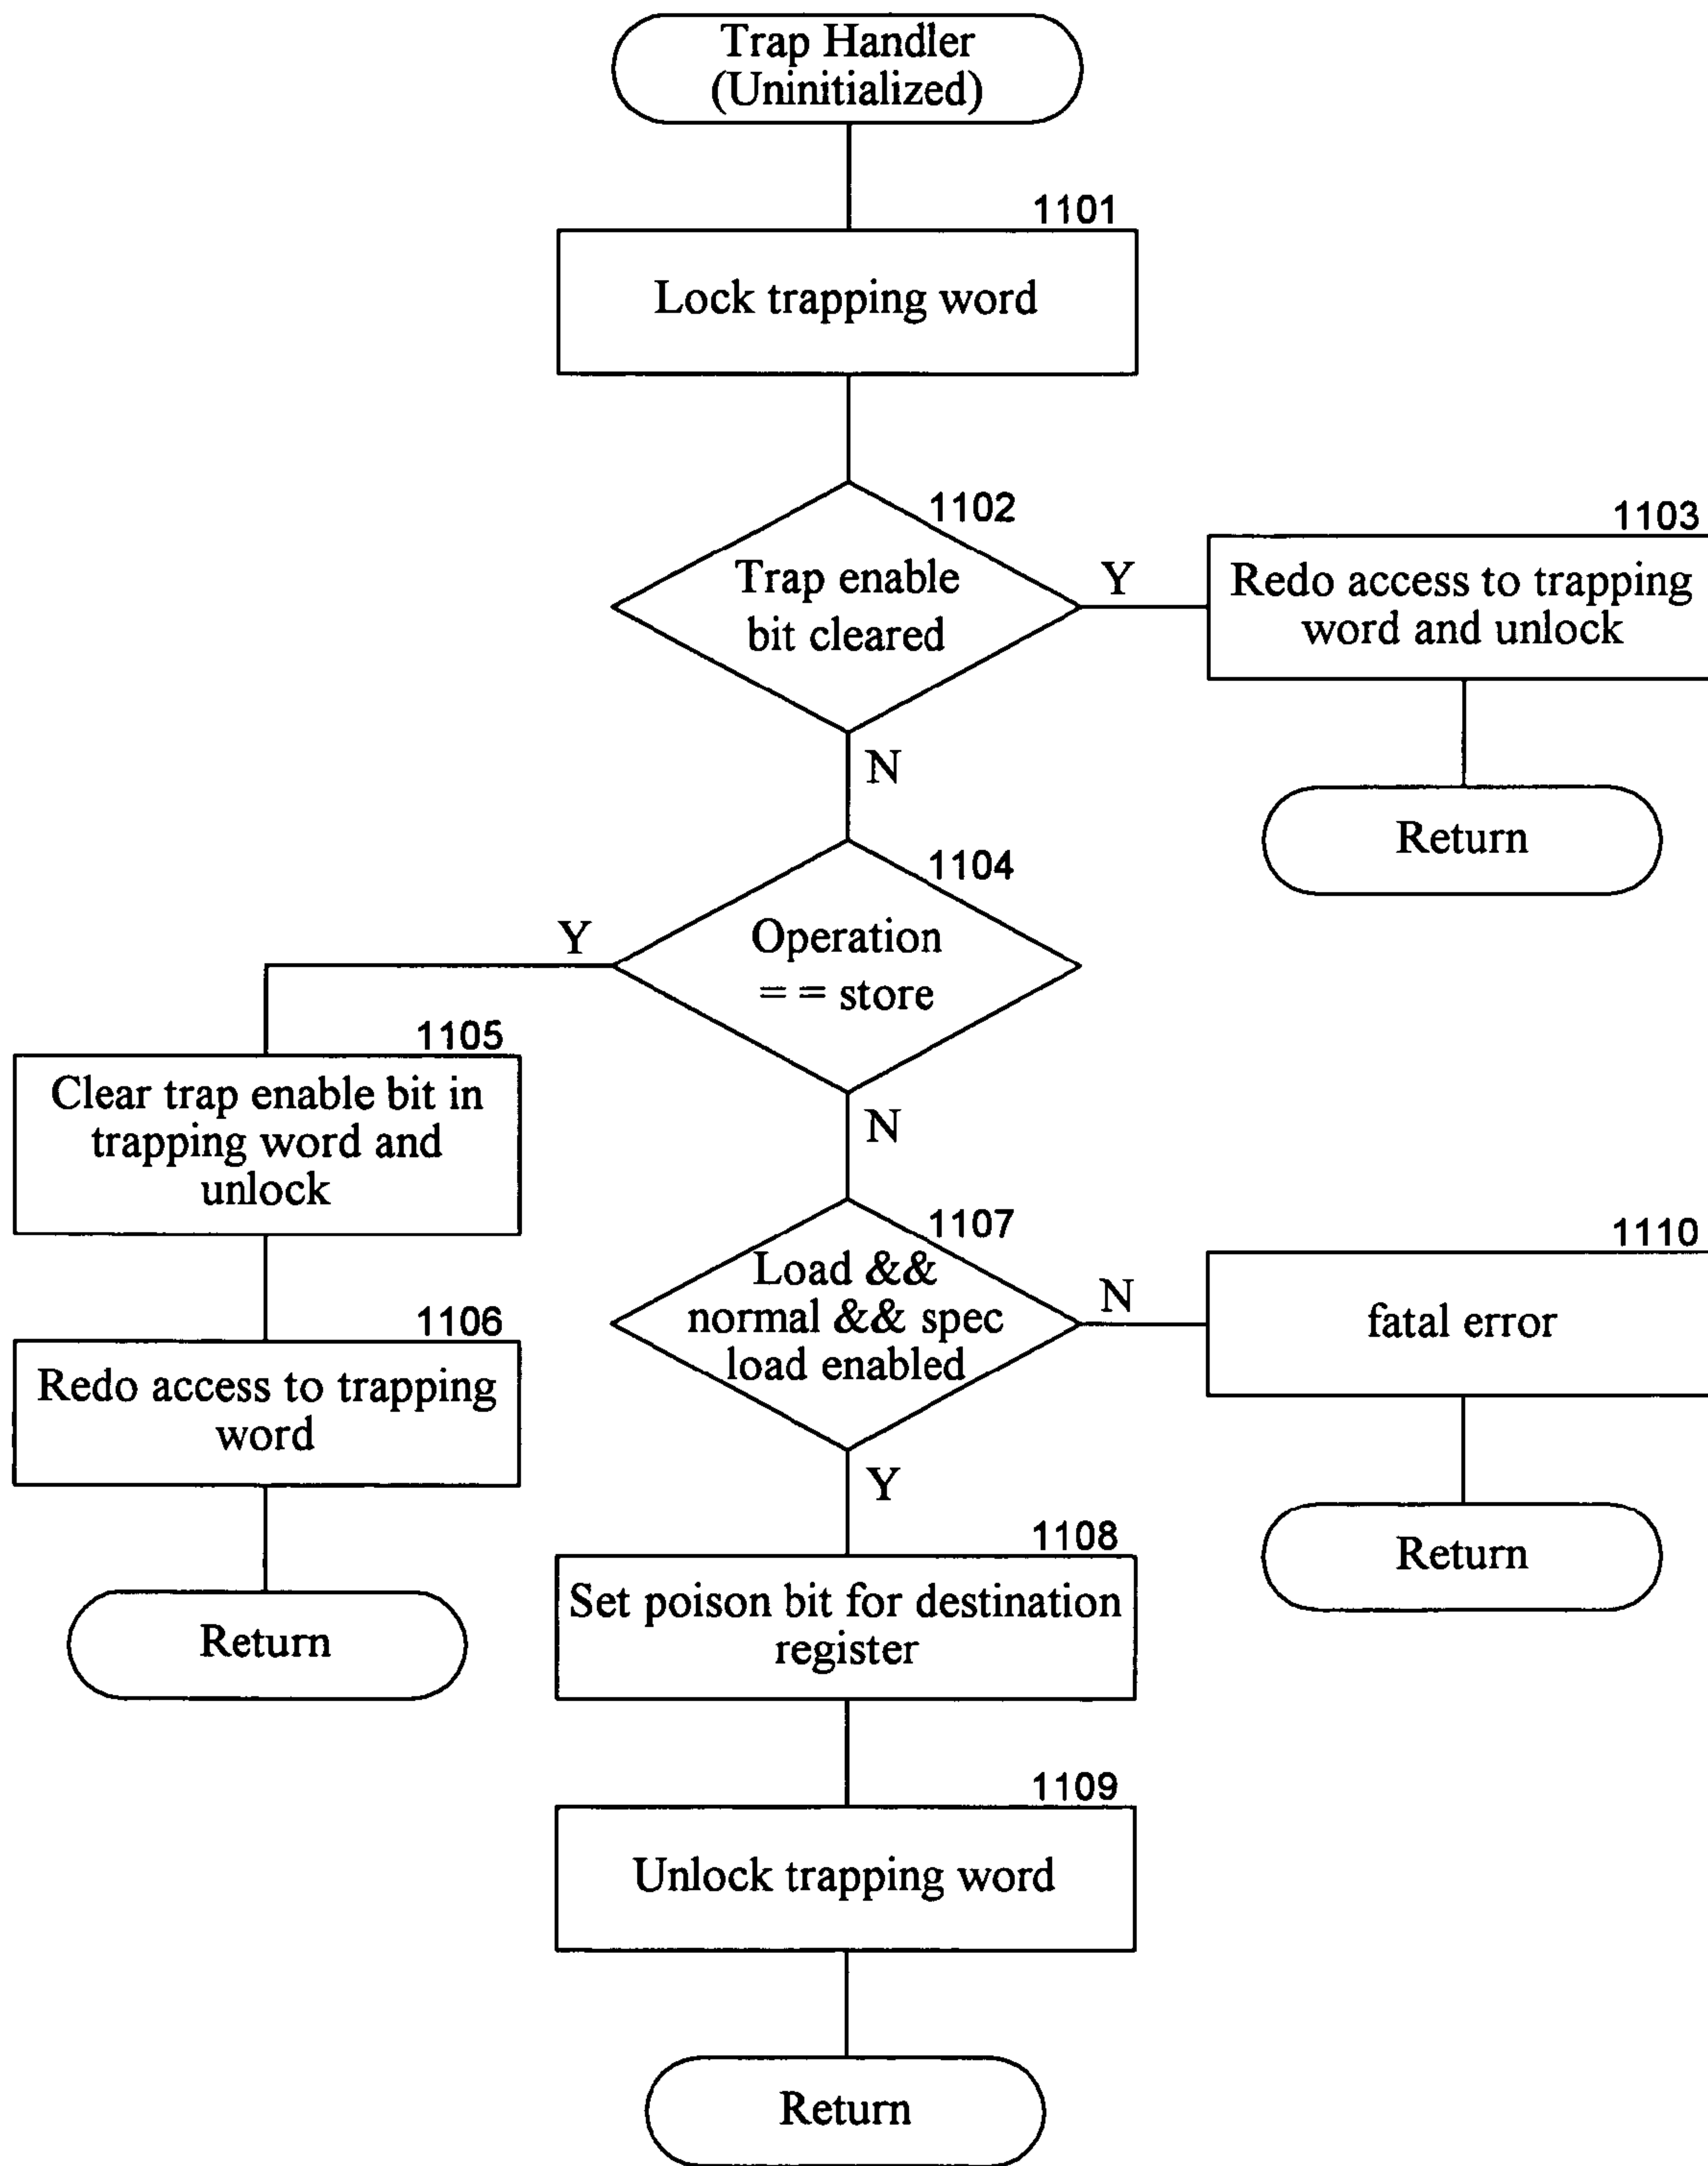 Trap Handler
(Uninitialized)
1101
Lock trapping word
1102
Trap enable
bit cleared
Y
N
1103
Redo access to trapping
word and unlock
Return
1104
Operation
= = store
Y
N
1105
Clear trap enable bit in
trapping word and
unlock
1106
Redo access to trapping
word
Return
1107
Load &&
normal && spec
load enabled
N
Y
1110
fatal error
Return
1108
Set poison bit for destination
register
1109
Unlock trapping word
Return